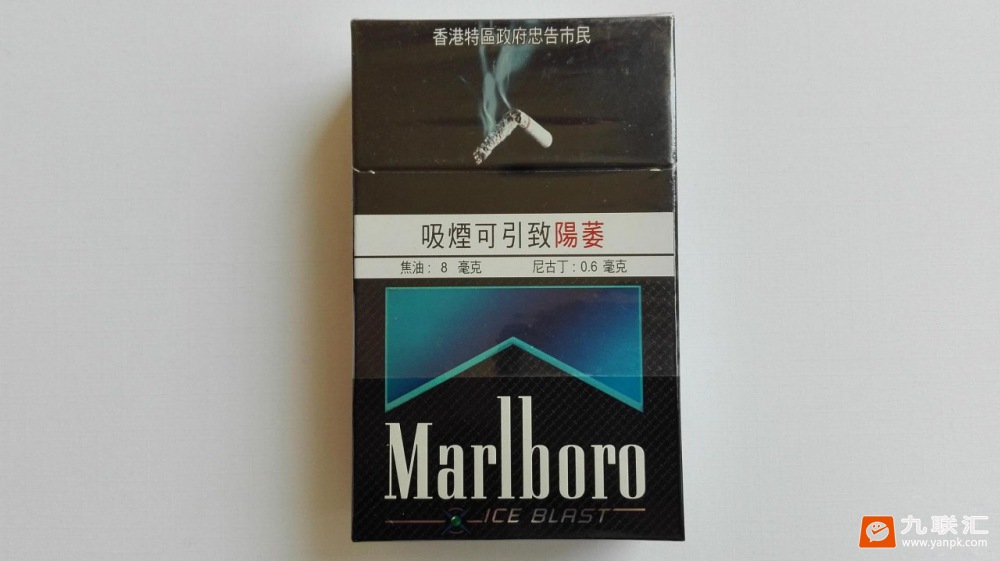 香港特區政府忠告市民
吸煙可引致陽萎
焦油：8 毫克 尼古丁：0.6 毫克
Marlboro
ICE BLAST
九联汇
www.yanpk.com